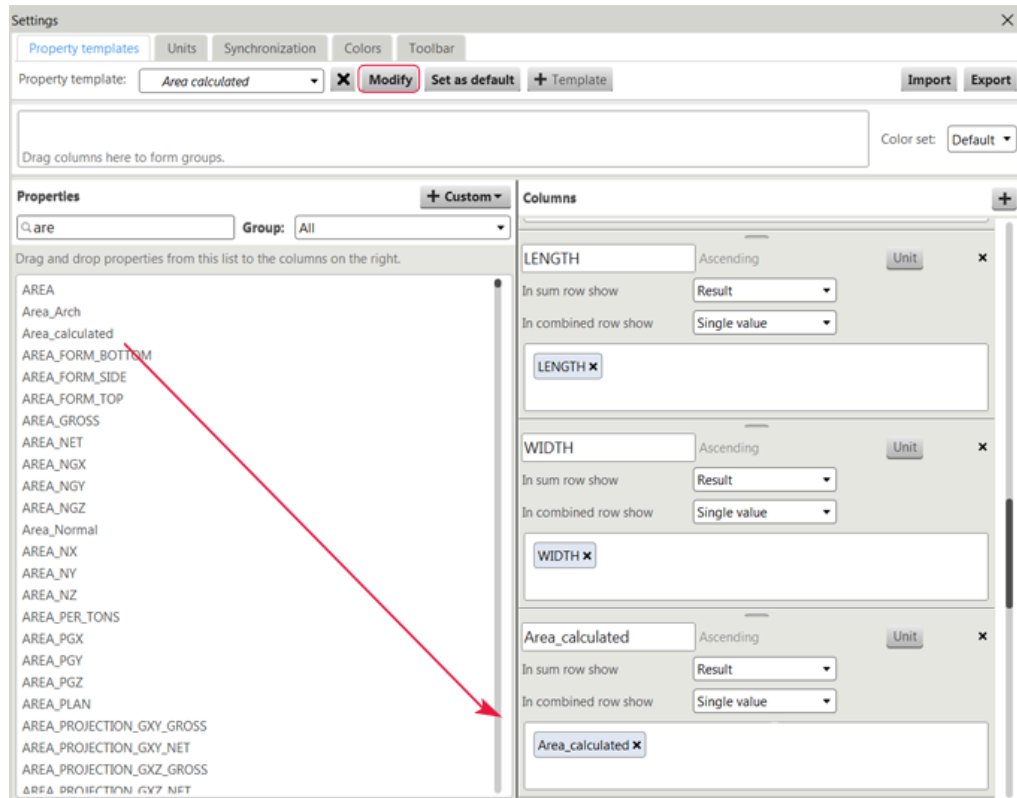 Settings
Property templates Units Synchronization Colors Toolbar
Property template: Area calculated Modify Set as default + Template Import Export
Drag columns here to form groups.
Color set: Default
Properties + Custom
are Group: All
Drag and drop properties from this list to the columns on the right.
AREA
Area_Arch
Area_calculated
AREA_FORM_BOTTOM
AREA_FORM_SIDE
AREA_FORM_TOP
AREA_GROSS
AREA_NET
AREA_NGX
AREA_NGY
AREA_NGZ
Area_Normal
AREA_NX
AREA_NY
AREA_NZ
AREA_PER_TONS
AREA_PGX
AREA_PGY
AREA_PGZ
AREA_PLAN
AREA_PROJECTION_GXY_GROSS
AREA_PROJECTION_GXY_NET
AREA_PROJECTION_GXZ_GROSS
AREA_PROJECTION_GXZ_NET
Columns +
LENGTH Ascending Unit
In sum row show Result
In combined row show Single value
LENGTH
WIDTH Ascending Unit
In sum row show Result
In combined row show Single value
WIDTH
Area_calculated Ascending Unit
In sum row show Result
In combined row show Single value
Area_calculated